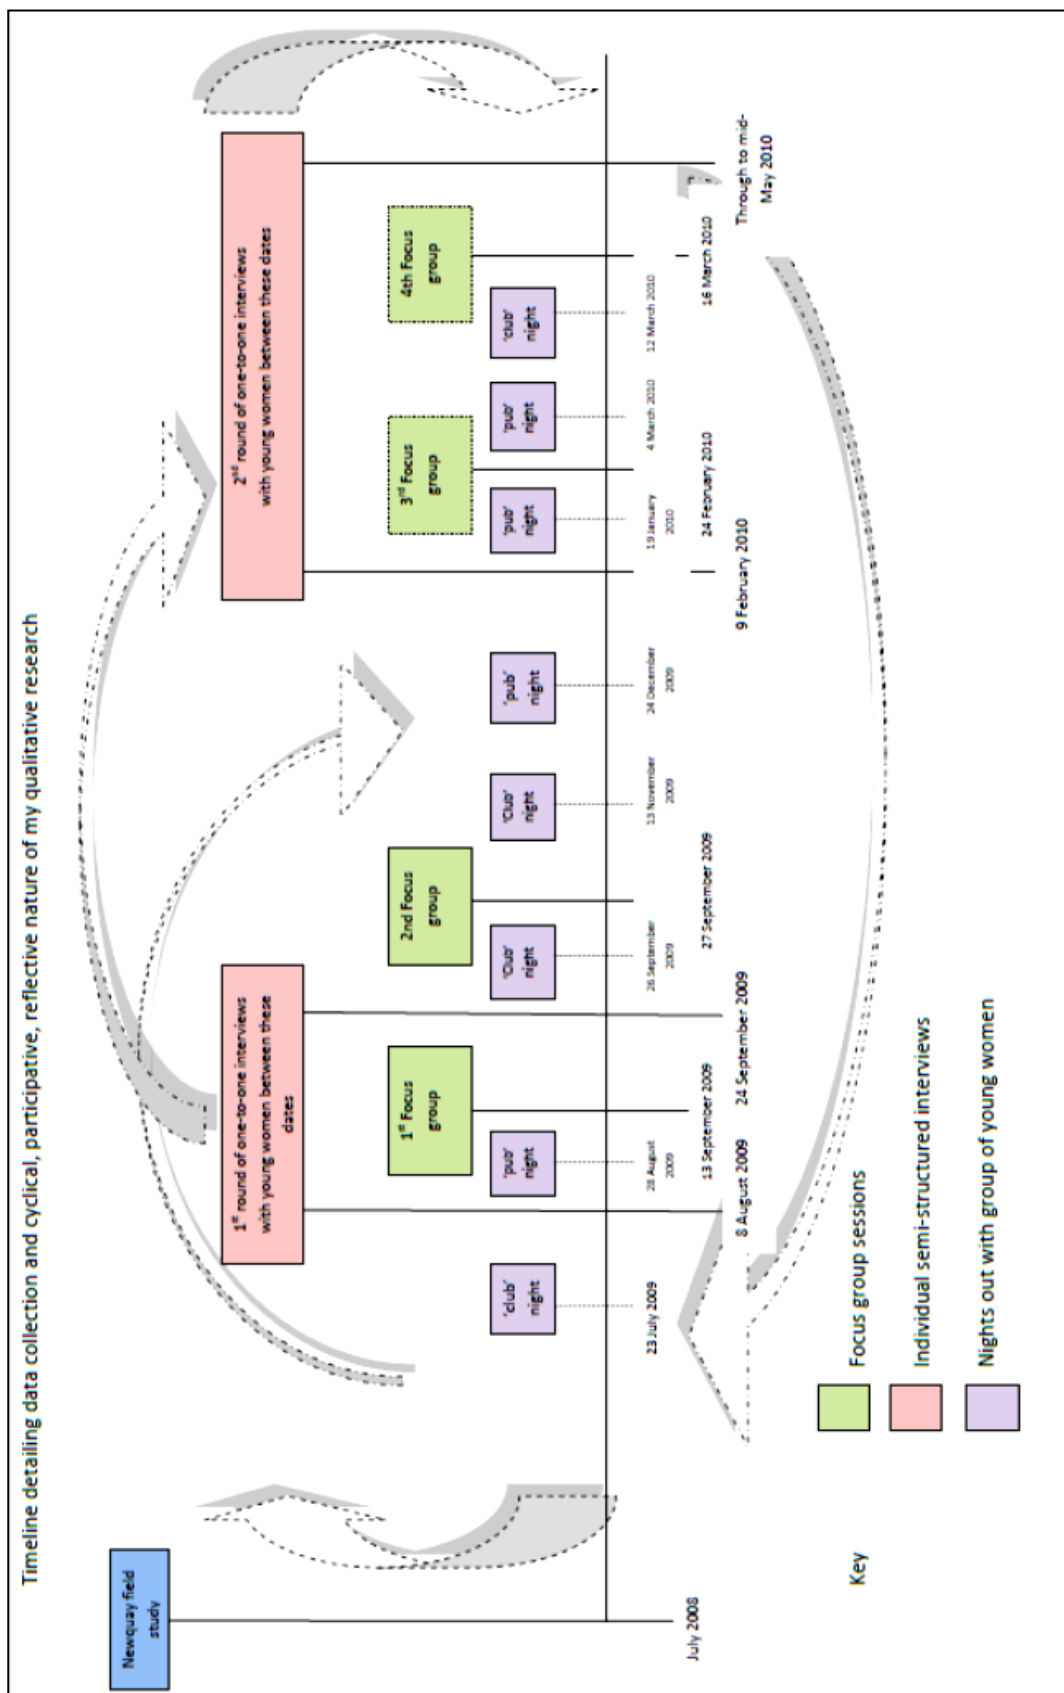 Timeline detailing data collection and cyclical, participative, reflective nature of my qualitative research
Newquay field
study
1st round of one-to-one interviews
with young women between these
dates
2nd round of one-to-one interviews
with young women between these dates
1st Focus
group
2nd Focus
group
3rd Focus
group
4th Focus
group
'club'
night
'pub'
night
'Club'
night
'Club'
night
'pub'
night
'pub'
night
'pub'
night
'club'
night
July 2008
23 July 2009
28 August
2009
26 September
2009
13 November
2009
24 December
2009
19 January
2010
4 March 2010
12 March 2010
13 September 2009
27 September 2009
24 February 2010
16 March 2010
8 August 2009
24 September 2009
9 February 2010
Through to mid-
May 2010
Key
Focus group sessions
Individual semi-structured interviews
Nights out with group of young women